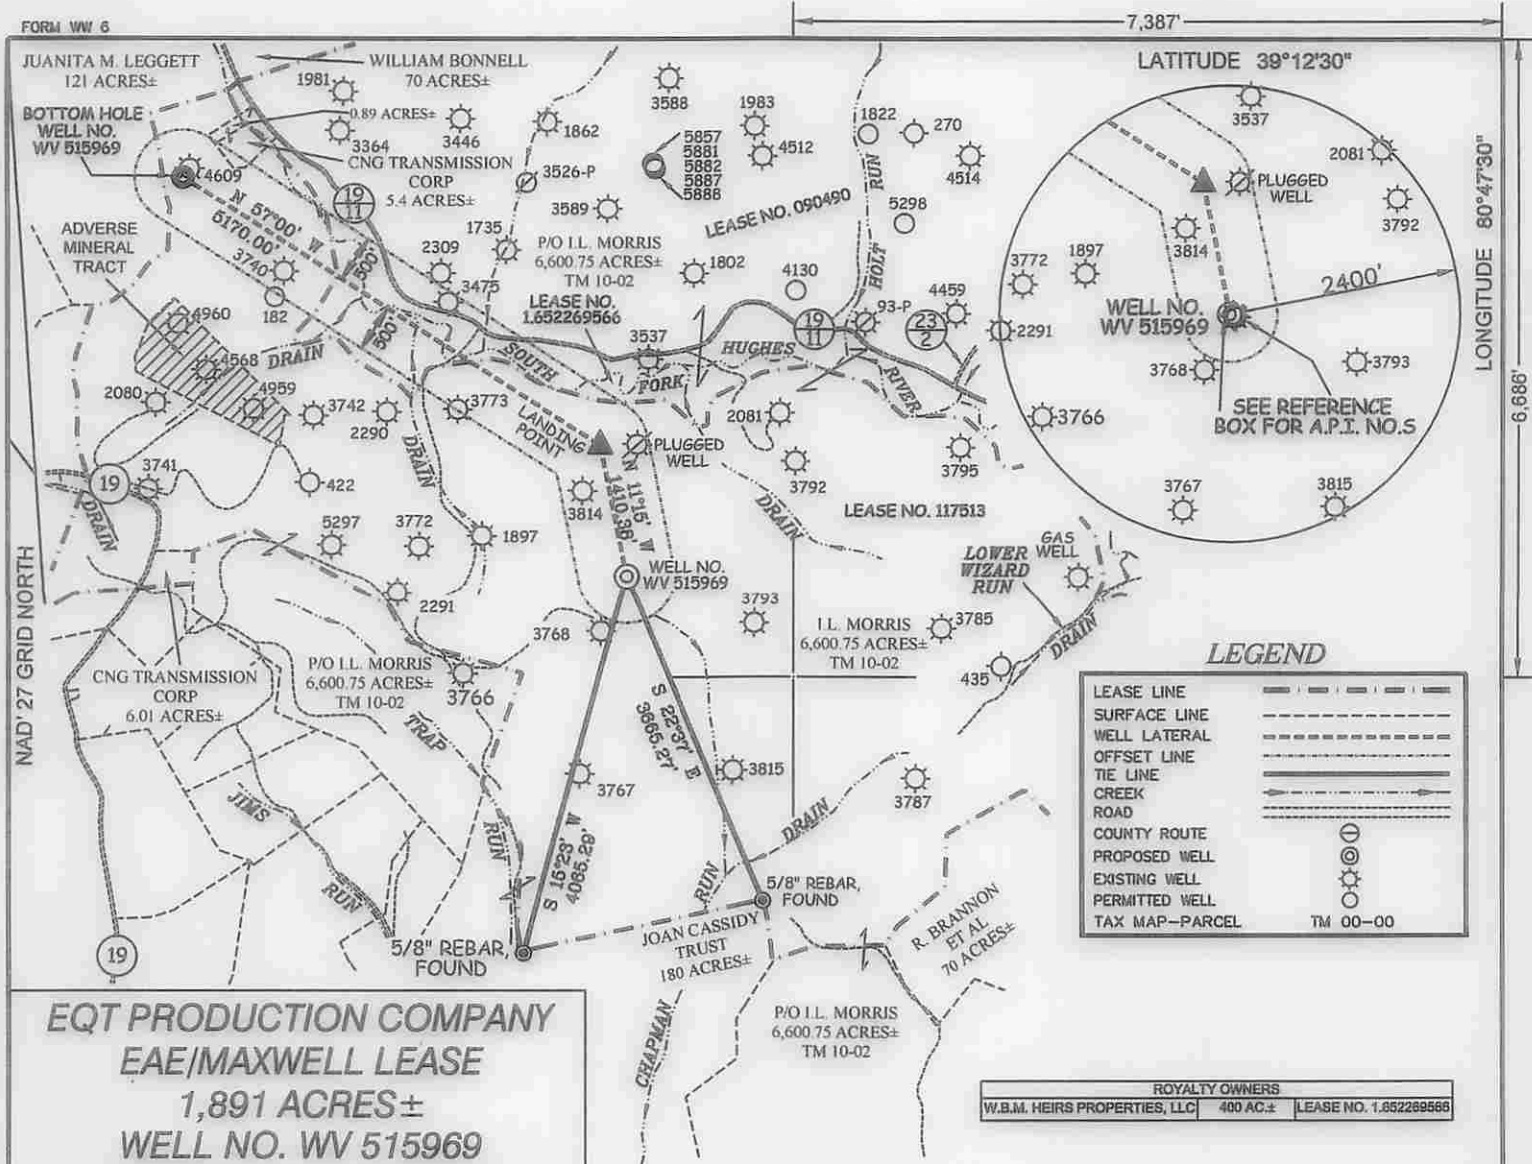 FORM WW 6
7,387'
JUANITA M. LEGGETT
121 ACRES±
WILLIAM BONNELL
70 ACRES±
LATITUDE 39°12'30"
LONGITUDE 80°47'30"
6,686'
NAD' 27 GRID NORTH
BOTTOM HOLE
WELL NO.
WV 515969
1981
0.89 ACRES±
3364
3446
1862
CNG TRANSMISSION
CORP
5.4 ACRES±
3588
1983
4512
1822
270
4514
5857
5881
5882
5887
5888
4609
3526-P
3589
19
11
LEASE NO. 090490
5298
HOLT
RUN
ADVERSE
MINERAL
TRACT
N 57°00' W
5170.00'
3740
182
500'
500'
2309
3475
1735
P/O I.L. MORRIS
6,600.75 ACRES±
TM 10-02
LEASE NO.
1.652269566
1802
4130
19
11
93-P
23
2
4459
3537
SOUTH
FORK
HUGHES
RIVER
4960
4568
4959
DRAIN
2080
3742
2290
3773
DRAIN
LANDING
POINT
PLUGGED
WELL
2081
3792
3795
3741
19
DRAIN
422
5297
3772
1897
2291
3814
N 11°15' W
1410.36'
DRAIN
LEASE NO. 117513
WELL NO.
WV 515969
LOWER
WIZARD
RUN
GAS
WELL
DRAIN
3768
3793
I.L. MORRIS
6,600.75 ACRES±
TM 10-02
3785
435
CNG TRANSMISSION
CORP
6.01 ACRES±
P/O I.L. MORRIS
6,600.75 ACRES±
TM 10-02
3766
TRAP
RUN
JIMS
RUN
S 22°37' E
3665.27'
S 15°23' W
4065.29'
3767
3815
3787
DRAIN
RUN
CHAPMAN
5/8" REBAR,
FOUND
5/8" REBAR,
FOUND
JOAN CASSIDY
TRUST
180 ACRES±
R. BRANNON
ET AL
70 ACRES±
P/O I.L. MORRIS
6,600.75 ACRES±
TM 10-02
19
3537
2081
PLUGGED
WELL
3792
3814
3772
1897
2400'
WELL NO.
WV 515969
2291
3768
3793
SEE REFERENCE
BOX FOR A.P.I. NO.S
3766
3767
3815
LEGEND
LEASE LINE
SURFACE LINE
WELL LATERAL
OFFSET LINE
TIE LINE
CREEK
ROAD
COUNTY ROUTE
PROPOSED WELL
EXISTING WELL
PERMITTED WELL
TAX MAP-PARCEL TM 00-00
EQT PRODUCTION COMPANY
EAE/MAXWELL LEASE
1,891 ACRES±
WELL NO. WV 515969
ROYALTY OWNERS
W.B.M. HEIRS PROPERTIES, LLC 400 AC.± LEASE NO. 1.652269566